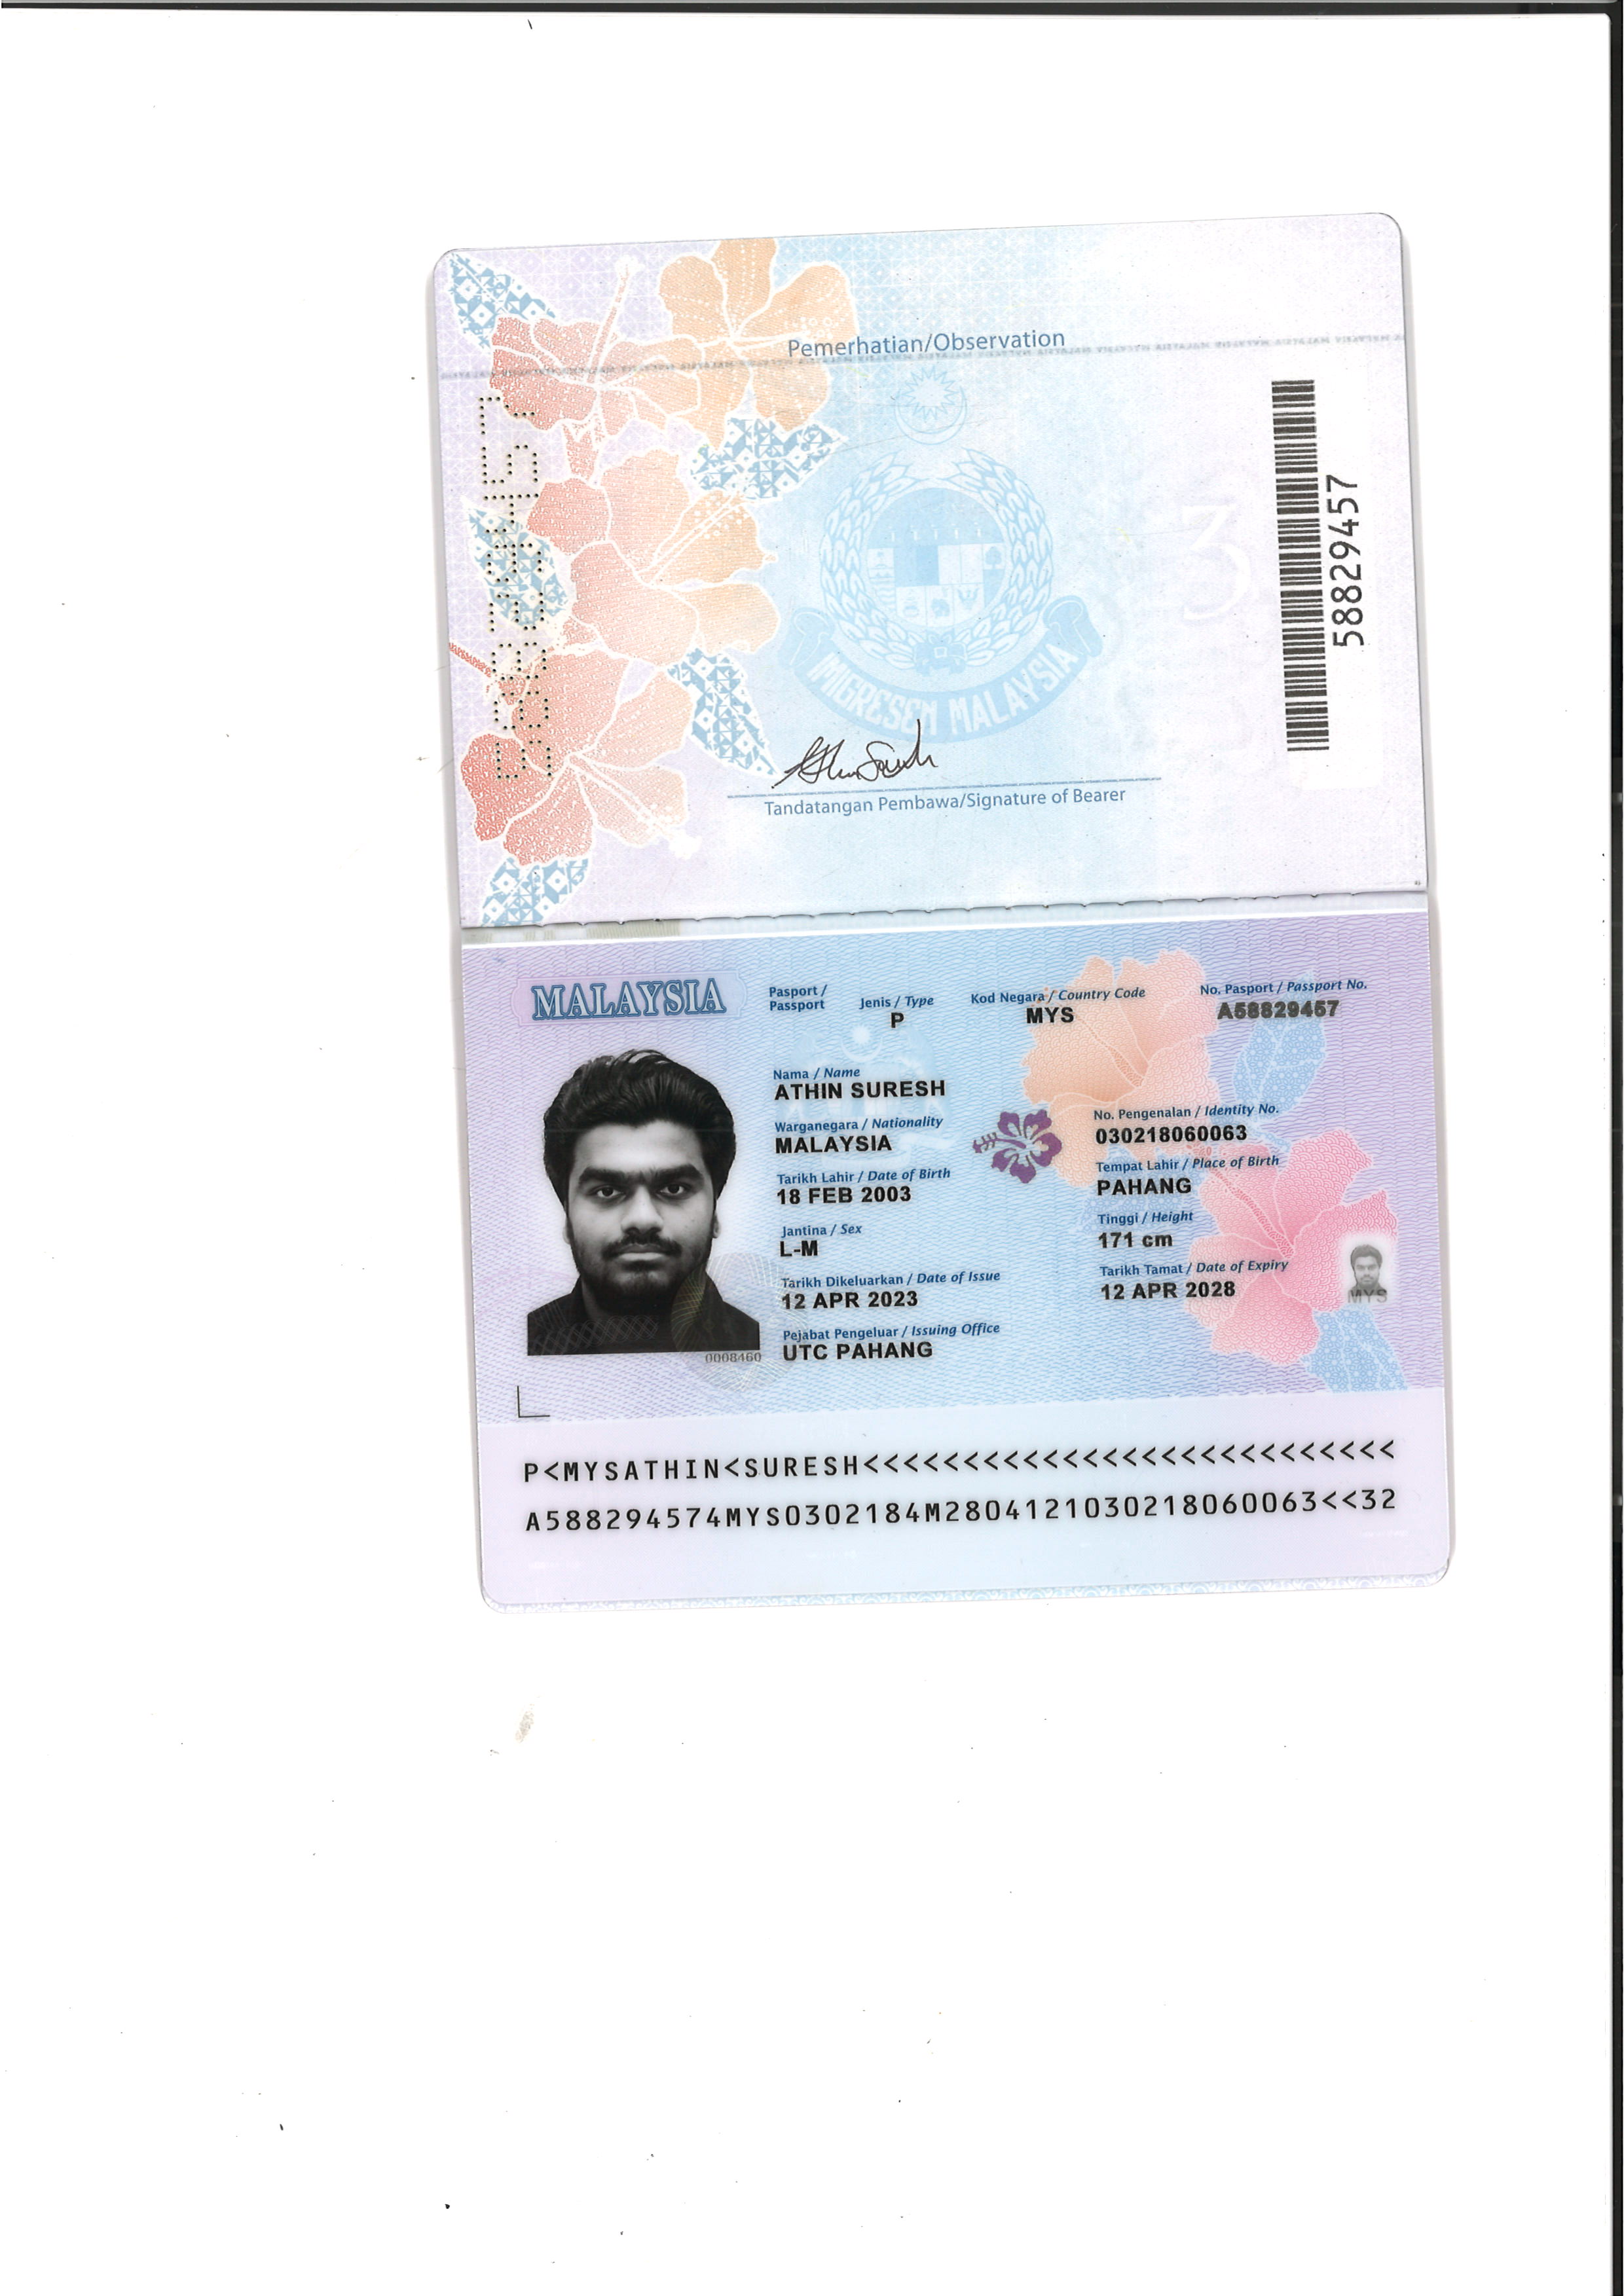 Pemerhatian/Observation
58829457
IMIGRESEN MALAYSIA
Tandatangan Pembawa/Signature of Bearer
MALAYSIA
Pasport / Passport
Jenis / Type
P
Kod Negara / Country Code
MYS
No. Pasport / Passport No.
A58829457
Nama / Name
ATHIN SURESH
Warganegara / Nationality
MALAYSIA
No. Pengenalan / Identity No.
030218060063
Tarikh Lahir / Date of Birth
18 FEB 2003
Tempat Lahir / Place of Birth
PAHANG
Jantina / Sex
L-M
Tinggi / Height
171 cm
Tarikh Dikeluarkan / Date of Issue
12 APR 2023
Tarikh Tamat / Date of Expiry
12 APR 2028
MYS
Pejabat Pengeluar / Issuing Office
UTC PAHANG
0008460
P<MYSATHIN<SURESH<<<<<<<<<<<<<<<<<<<<<<<<<<<
A588294574MYS0302184M2804121030218060063<<32